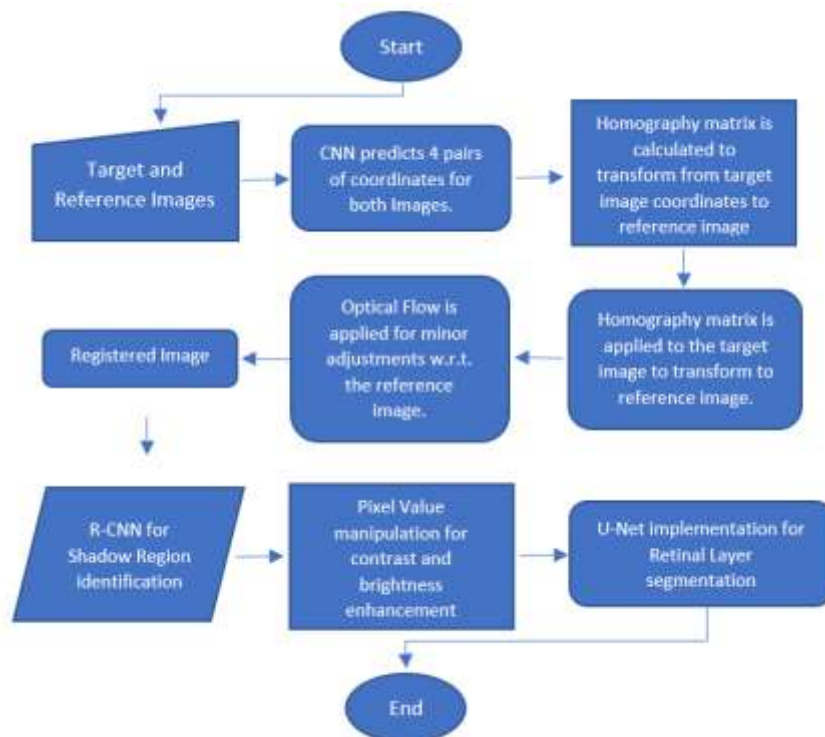 Start
Target and
Reference Images
CNN predicts 4 pairs
of coordinates for
both Images.
Homography matrix is
calculated to
transform from target
image coordinates to
reference image
Homography matrix is
applied to the target
image to transform to
reference image.
Optical Flow is
applied for minor
adjustments w.r.t.
the reference
image.
Registered Image
R-CNN for
Shadow Region
identification
Pixel Value
manipulation for
contrast and
brightness
enhancement
U-Net implementation for
Retinal Layer
segmentation
End